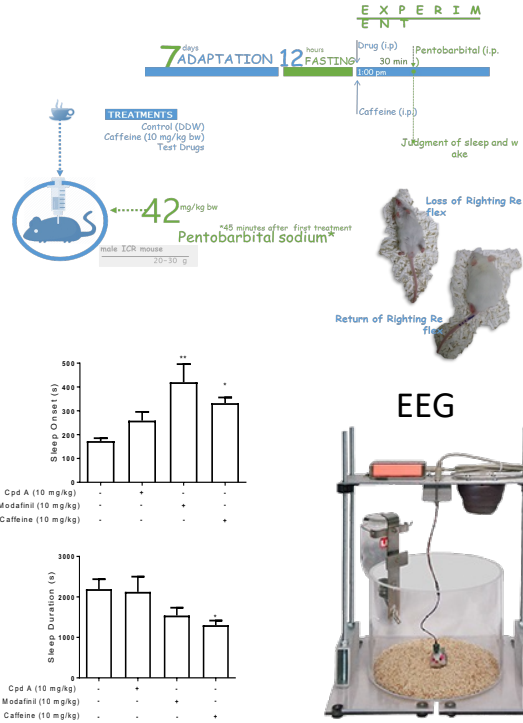 E X P E R I M
E N T
7 days ADAPTATION 12 hours FASTING
Drug (i.p)
Pentobarbital (i.p.
30 min .)
1:00 pm
Caffeine (i.p.)
Judgment of sleep and w
ake
TREATMENTS
Control (DDW)
Caffeine (10 mg/kg bw)
Test Drugs
42 mg/kg bw
*45 minutes after first treatment
Pentobarbital sodium*
male ICR mouse
20-30 g
Loss of Righting Re
flex
Return of Righting Re
flex
Sleep Onset (s)
500
400
300
200
100
0
**
*
Cpd A (10 mg/kg) - + - -
Modafinil (10 mg/kg) - - + -
Caffeine (10 mg/kg) - - - +
EEG
Sleep Duration (s)
3000
2000
1000
0
*
Cpd A (10 mg/kg) - + - -
Modafinil (10 mg/kg) - - + -
Caffeine (10 mg/kg) - - - +